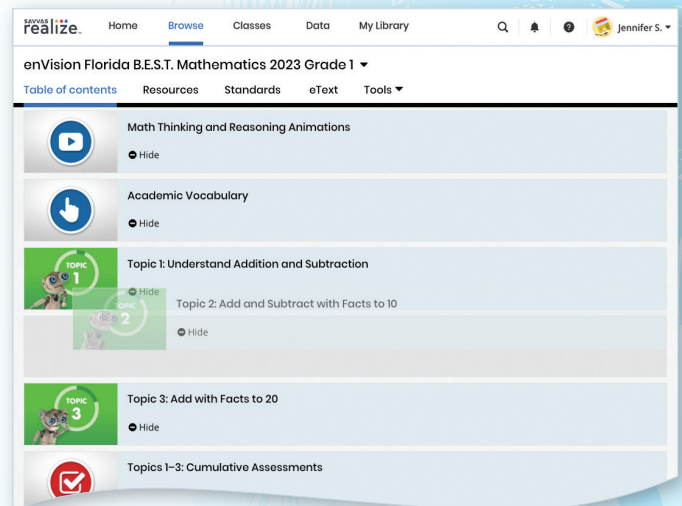 SAVVAS
realize™ Home Browse Classes Data My Library Jennifer S.
enVision Florida B.E.S.T. Mathematics 2023 Grade 1
Table of contents Resources Standards eText Tools
Math Thinking and Reasoning Animations
Hide
Academic Vocabulary
Hide
TOPIC
1
Topic 1: Understand Addition and Subtraction
Hide
TOPIC
2
Topic 2: Add and Subtract with Facts to 10
Hide
TOPIC
3
Topic 3: Add with Facts to 20
Hide
Topics 1–3: Cumulative Assessments